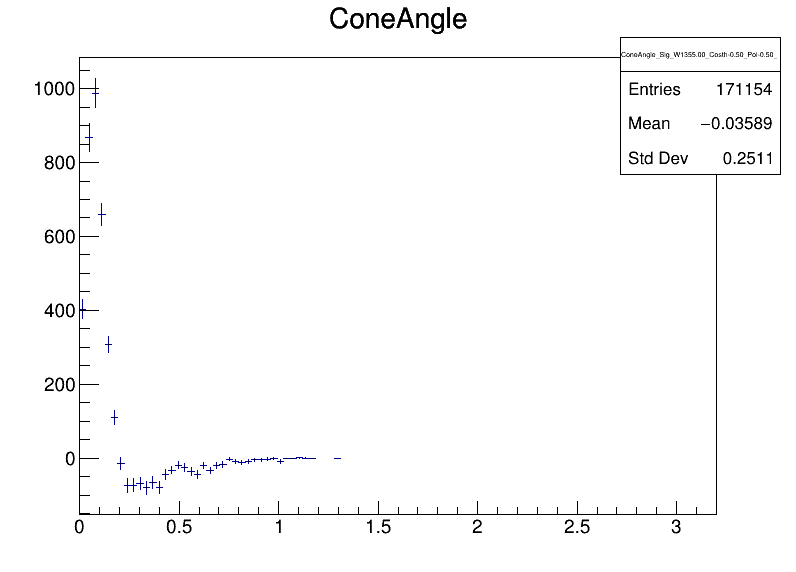 ConeAngle
ConeAngle_Sig_W1355.00_Costh-0.50_Pol-0.50_
Entries 171154
Mean −0.03589
Std Dev 0.2511
1000
800
600
400
200
0
0 0.5 1 1.5 2 2.5 3